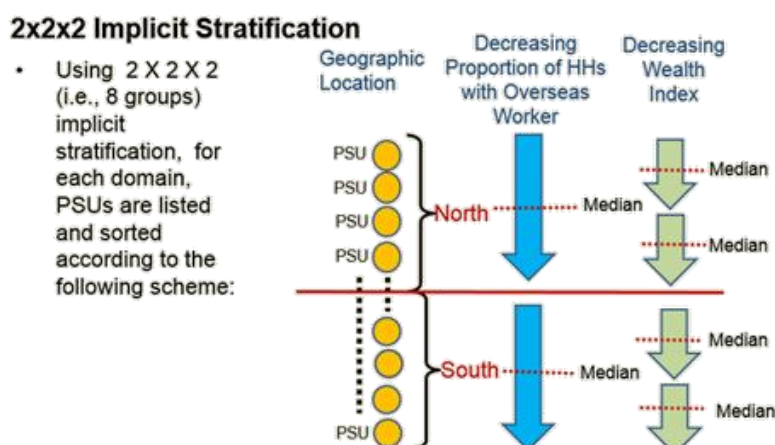 2x2x2 Implicit Stratification
• Using 2 X 2 X 2
(i.e., 8 groups)
implicit
stratification, for
each domain,
PSUs are listed
and sorted
according to the
following scheme:
Geographic
Location
Decreasing
Proportion of HHs
with Overseas
Worker
Decreasing
Wealth
Index
PSU
PSU
PSU
PSU
North
Median
Median
Median
South
Median
Median
Median
PSU